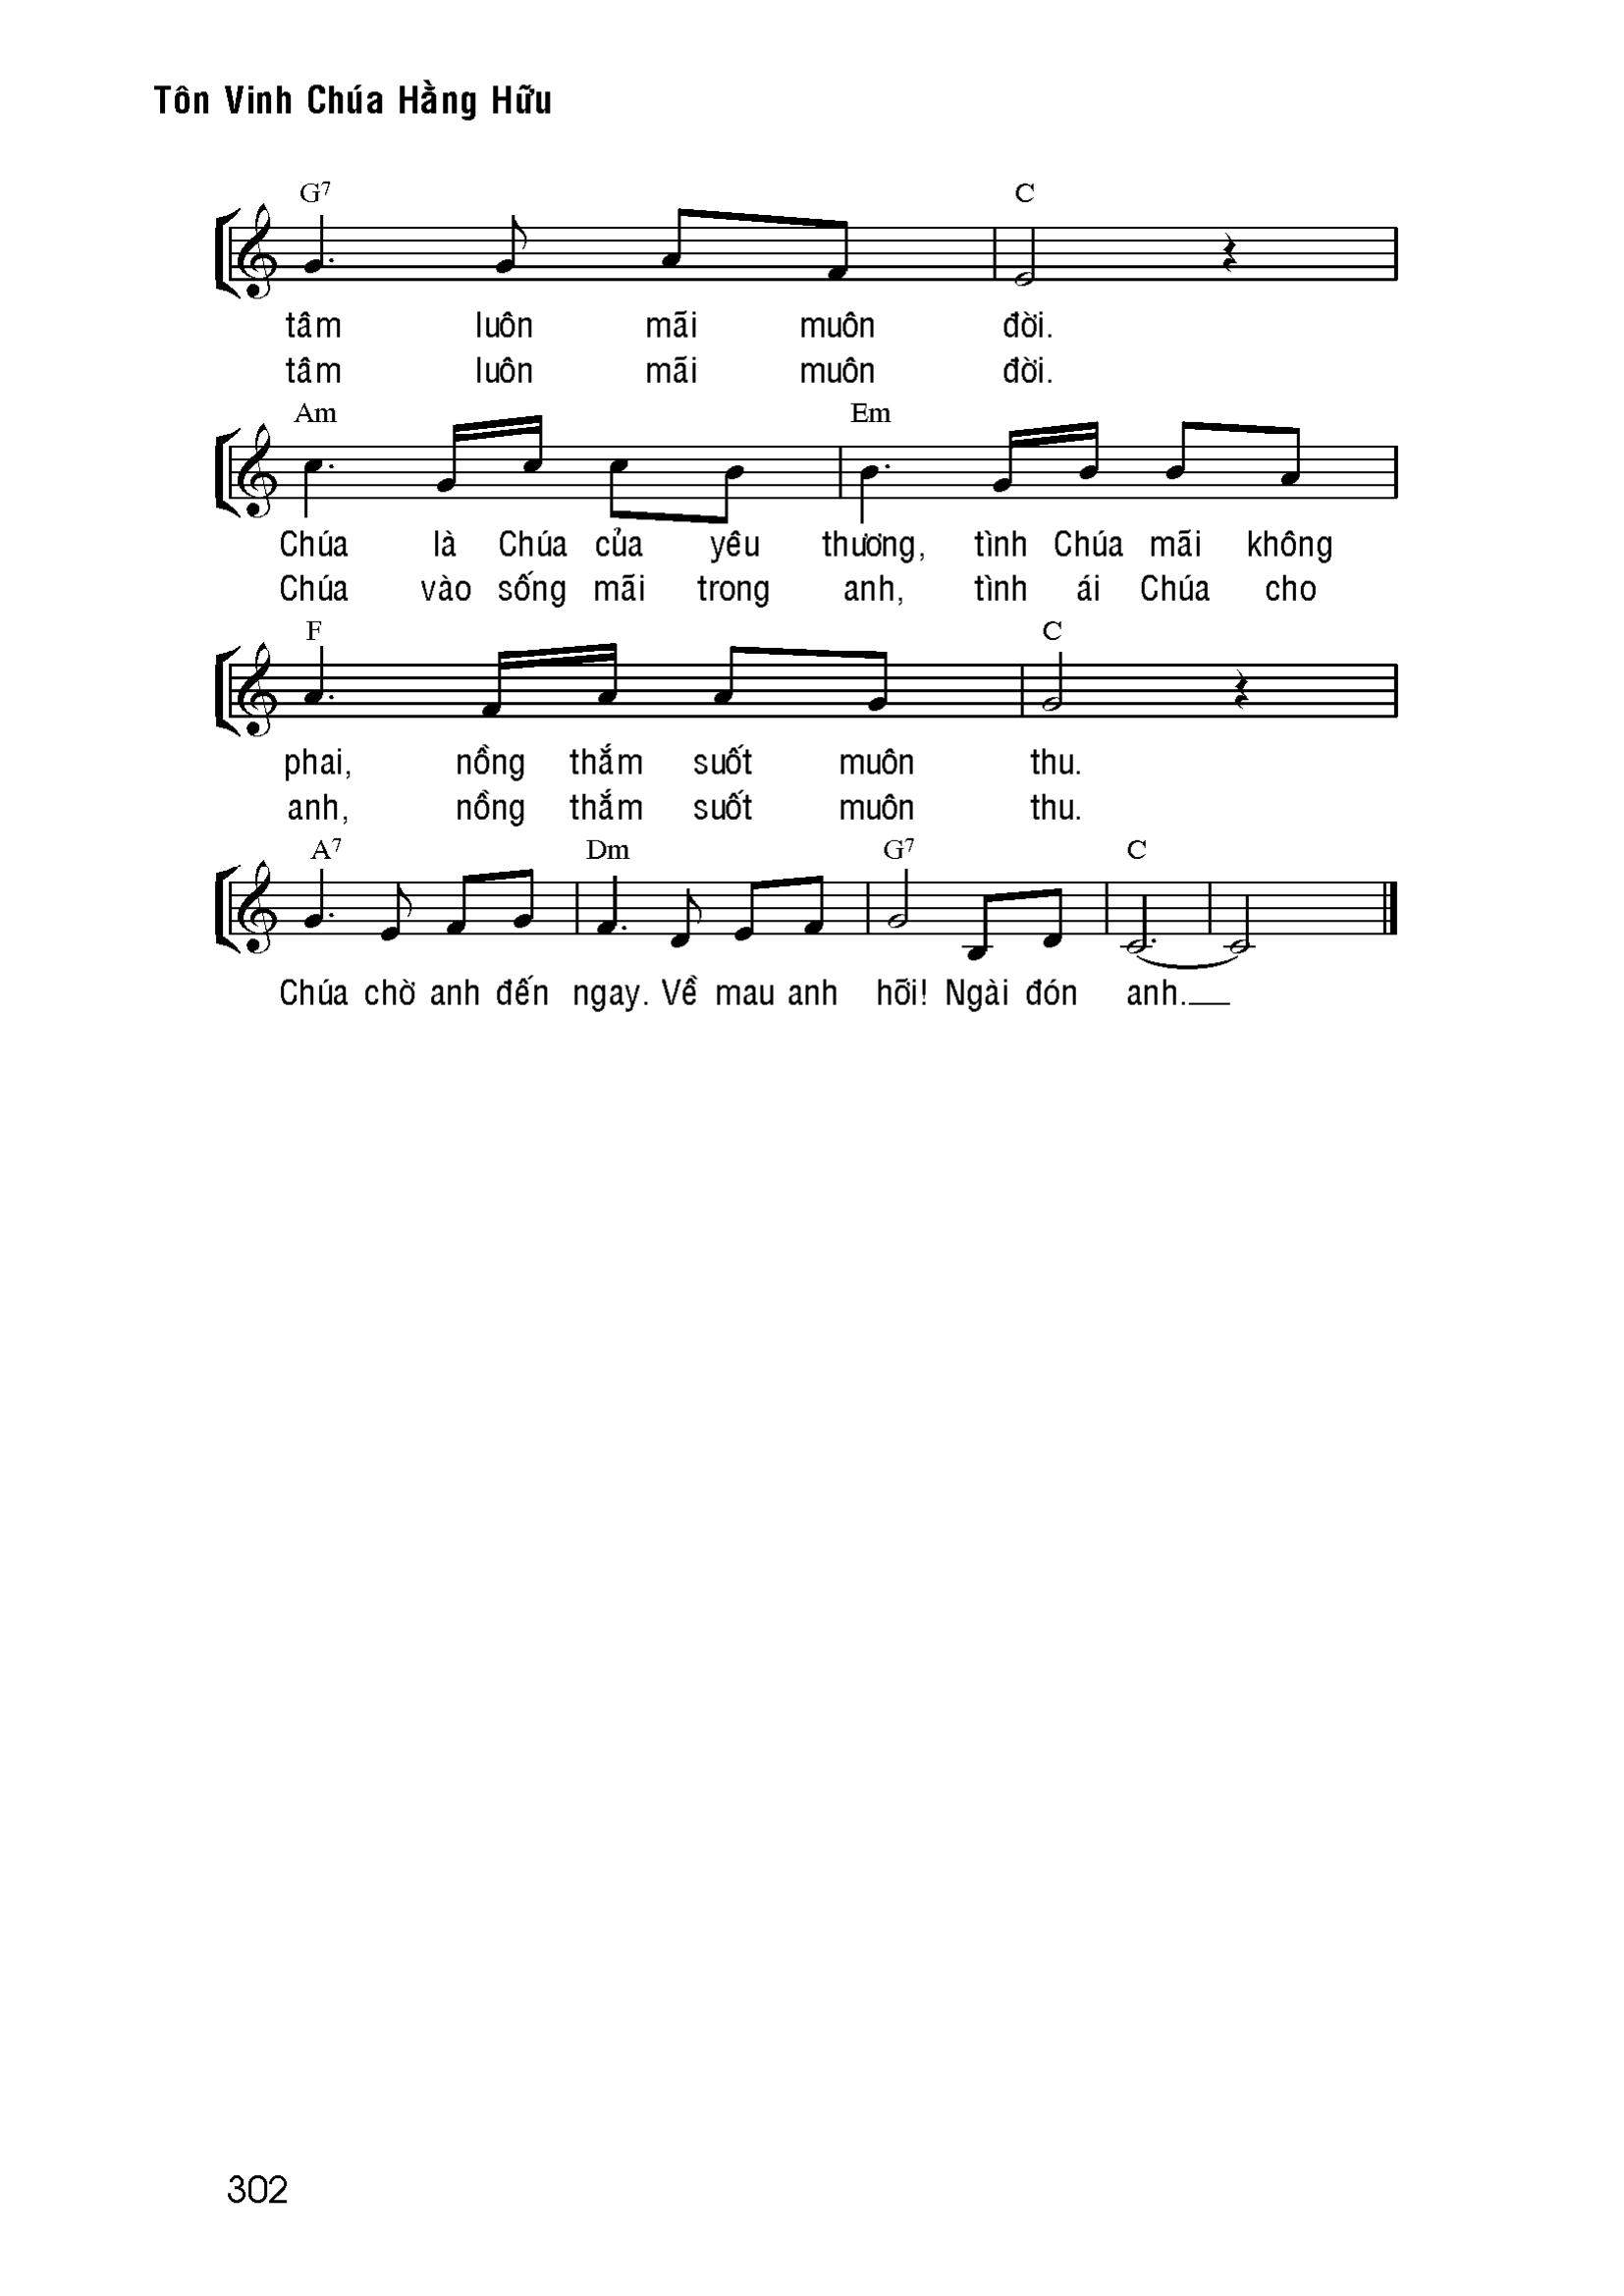 Tôn Vinh Chúa Hằng Hữu
G7 C
tâm luôn mãi muôn đời.
tâm luôn mãi muôn đời.
Am Em
Chúa là Chúa của yêu thương, tình Chúa mãi không
Chúa vào sống mãi trong anh, tình ái Chúa cho
F C
phai, nồng thắm suốt muôn thu.
anh, nồng thắm suốt muôn thu.
A7 Dm G7 C
Chúa chờ anh đến ngay. Về mau anh hỡi! Ngài đón anh.
302